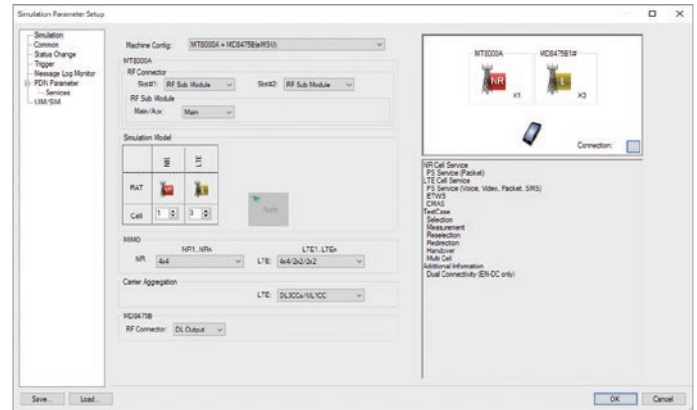 Simulation Parameter Setup
Simulation
Common
Status Change
Trigger
Message Log Monitor
PDN Parameter
Services
UIM/SIM
Machine Config: MT8000A + MD8475B(eMSU)
MT8000A
RF Connector
Slot#1: RF Sub Module Slot#2: RF Sub Module
RF Sub Module
Main/Aux: Main
Simulation Model
NR LTE
RAT NR L
Cell 1 3
Apply
MIMO
NR1..NRn LTE1..LTEn
NR: 4x4 LTE: 4x4/2x2/2x2
Carrier Aggregation
LTE: DL3CCs/UL1CC
MD8475B
RF Connector: DL Output
MT8000A MD8475B1#
NR L
X1 X3
Connection:
NR Cell Service
PS Service (Packet)
LTE Cell Service
PS Service (Voice, Video, Packet, SMS)
ETWS
CMAS
TestCase
Selection
Measurement
Reselection
Redirection
Handover
Multi Cell
Additional Information
Dual Connectivity (EN-DC only)
Save... Load... OK Cancel